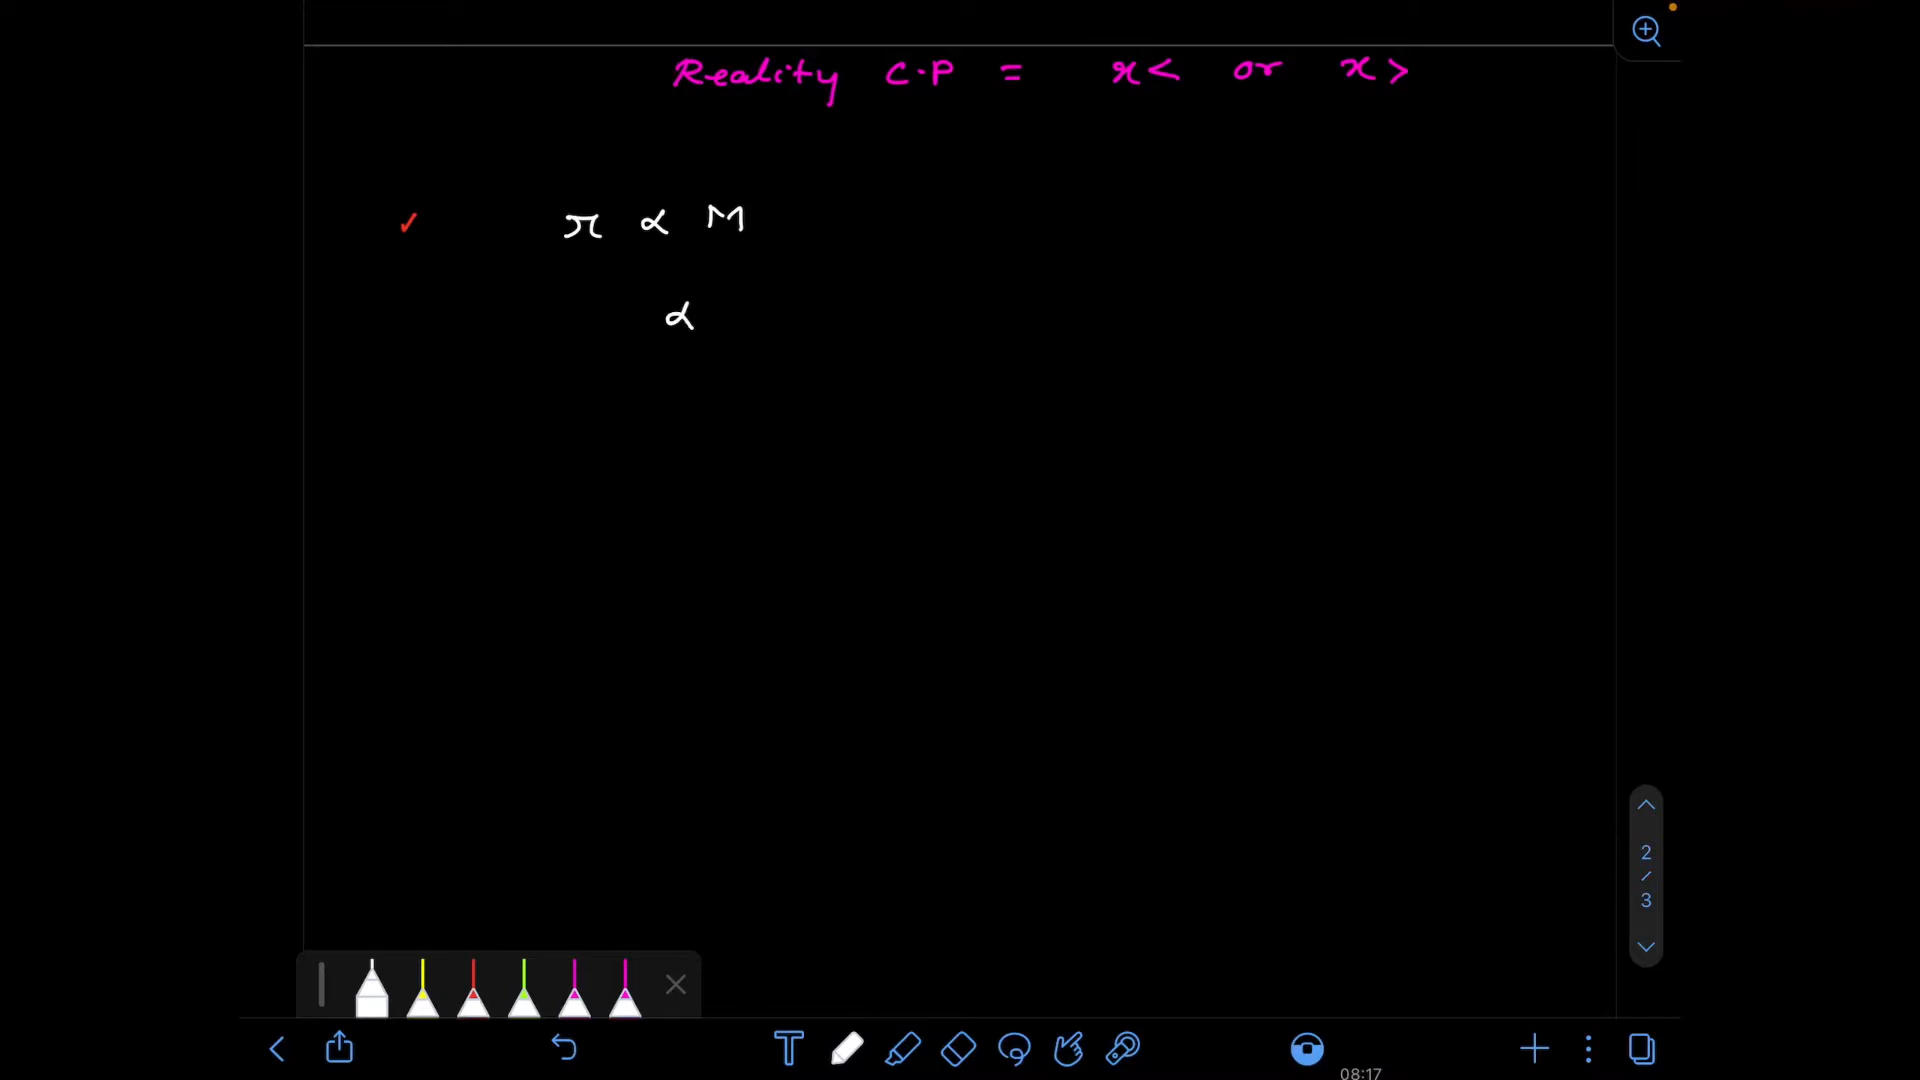 Reality C.P = x< or x>
✓ π ∝ M
∝
2
/
3
08:17